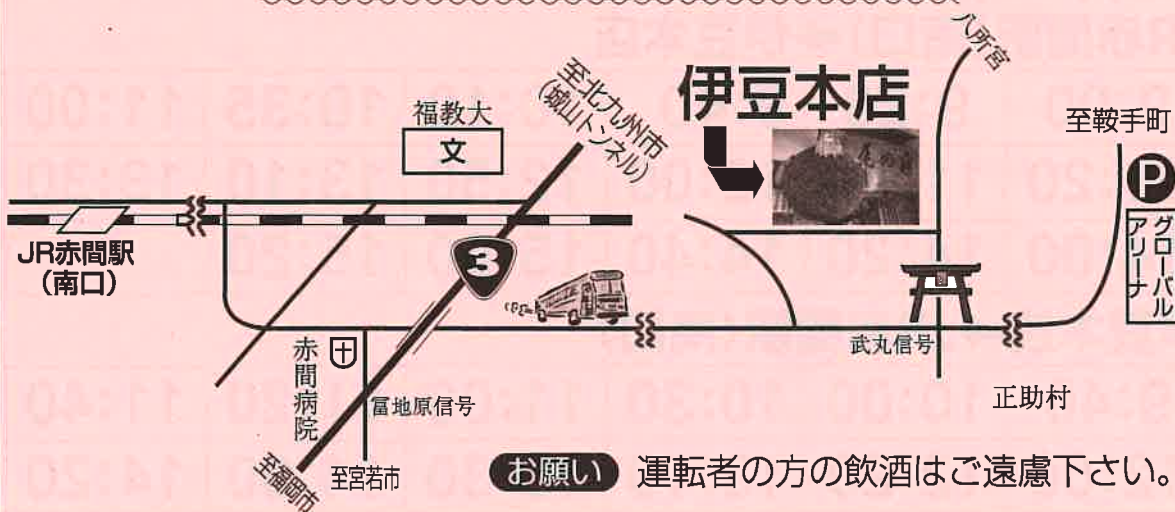 八所宮
至北九州市
(城山トンネル)
伊豆本店
福教大
文
至鞍手町
P
グローバル
アリーナ
JR赤間駅
(南口)
3
赤間病院
冨地原信号
武丸信号
正助村
至福岡市
至宮若市
お願い 運転者の方の飲酒はご遠慮下さい。